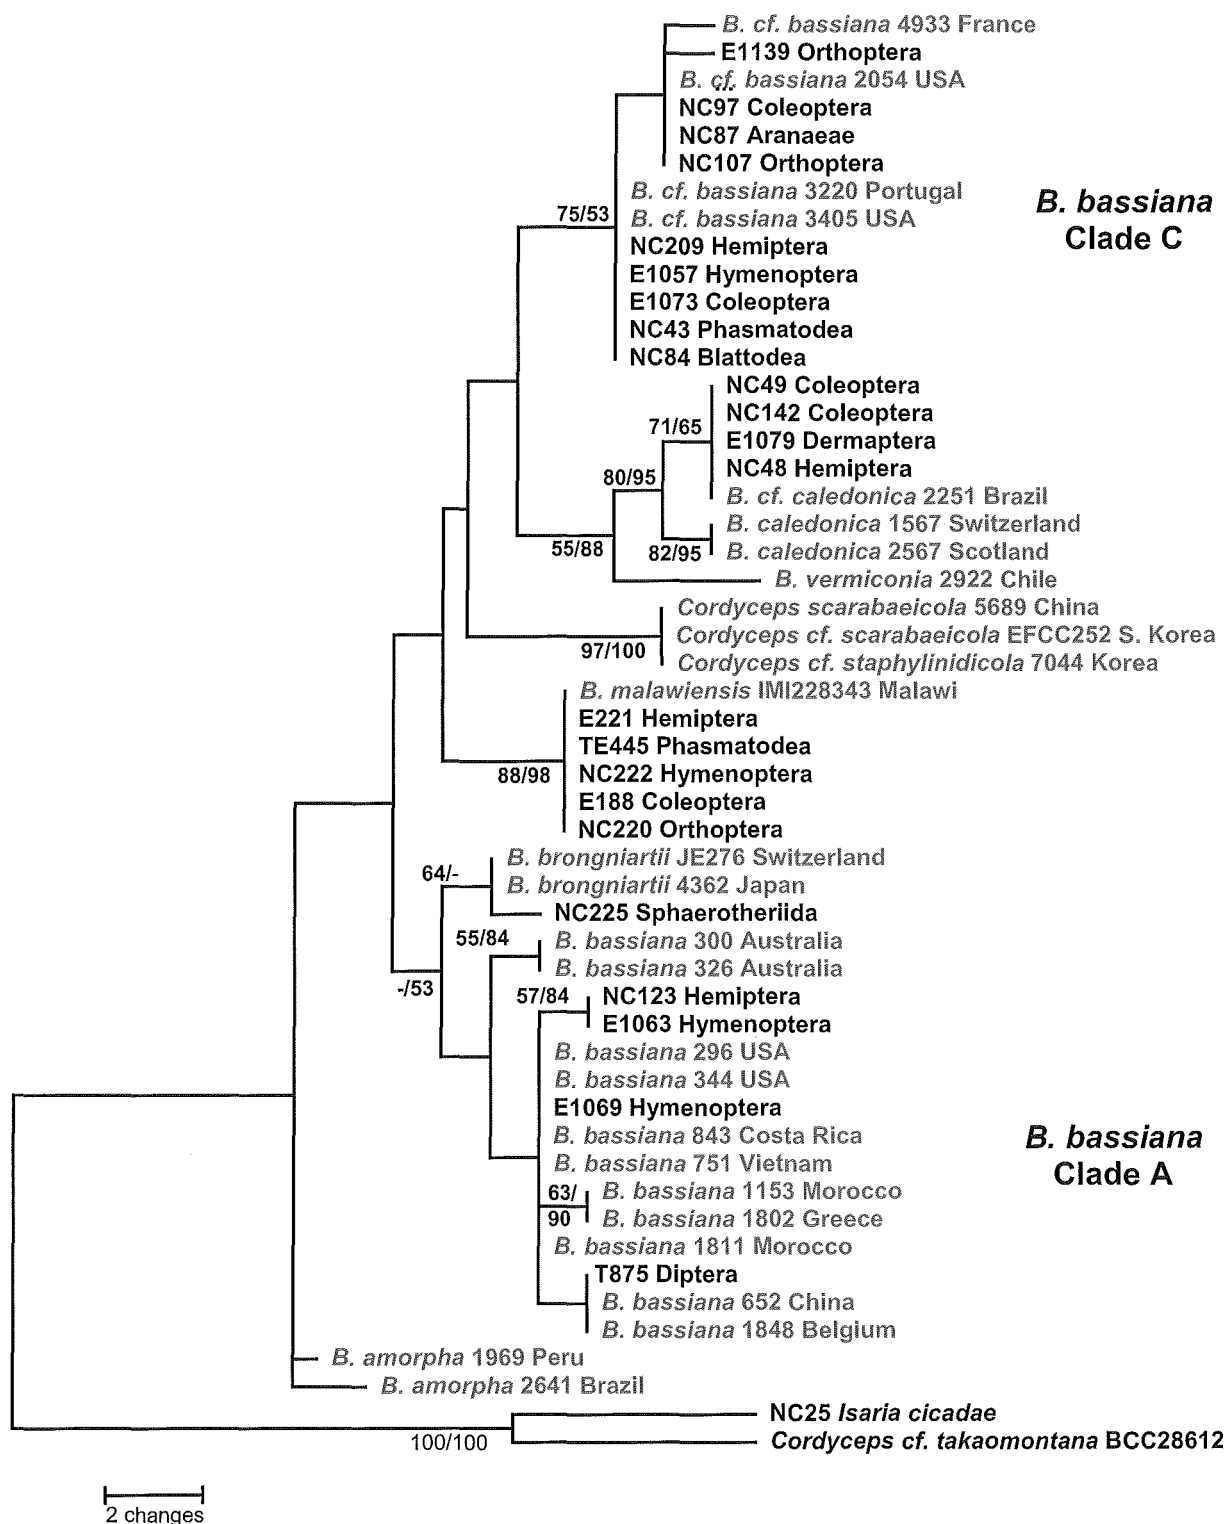 B. cf. bassiana 4933 France
E1139 Orthoptera
B. cf. bassiana 2054 USA
NC97 Coleoptera
NC87 Aranaeae
NC107 Orthoptera
B. cf. bassiana 3220 Portugal
75/53
B. cf. bassiana 3405 USA
B. bassiana
Clade C
NC209 Hemiptera
E1057 Hymenoptera
E1073 Coleoptera
NC43 Phasmatodea
NC84 Blattodea
NC49 Coleoptera
NC142 Coleoptera
71/65
E1079 Dermaptera
NC48 Hemiptera
80/95
B. cf. caledonica 2251 Brazil
B. caledonica 1567 Switzerland
55/88
82/95
B. caledonica 2567 Scotland
B. vermiconia 2922 Chile
Cordyceps scarabaeicola 5689 China
Cordyceps cf. scarabaeicola EFCC252 S. Korea
97/100
Cordyceps cf. staphylinidicola 7044 Korea
B. malawiensis IMI228343 Malawi
E221 Hemiptera
TE445 Phasmatodea
88/98
NC222 Hymenoptera
E188 Coleoptera
NC220 Orthoptera
B. brongniartii JE276 Switzerland
64/-
B. brongniartii 4362 Japan
NC225 Sphaerotheriida
55/84
B. bassiana 300 Australia
B. bassiana 326 Australia
-/53
57/84
NC123 Hemiptera
E1063 Hymenoptera
B. bassiana 296 USA
B. bassiana 344 USA
E1069 Hymenoptera
B. bassiana 843 Costa Rica
B. bassiana
Clade A
B. bassiana 751 Vietnam
63/
90
B. bassiana 1153 Morocco
B. bassiana 1802 Greece
B. bassiana 1811 Morocco
T875 Diptera
B. bassiana 652 China
B. bassiana 1848 Belgium
B. amorpha 1969 Peru
B. amorpha 2641 Brazil
NC25 Isaria cicadae
100/100
Cordyceps cf. takaomontana BCC28612
2 changes